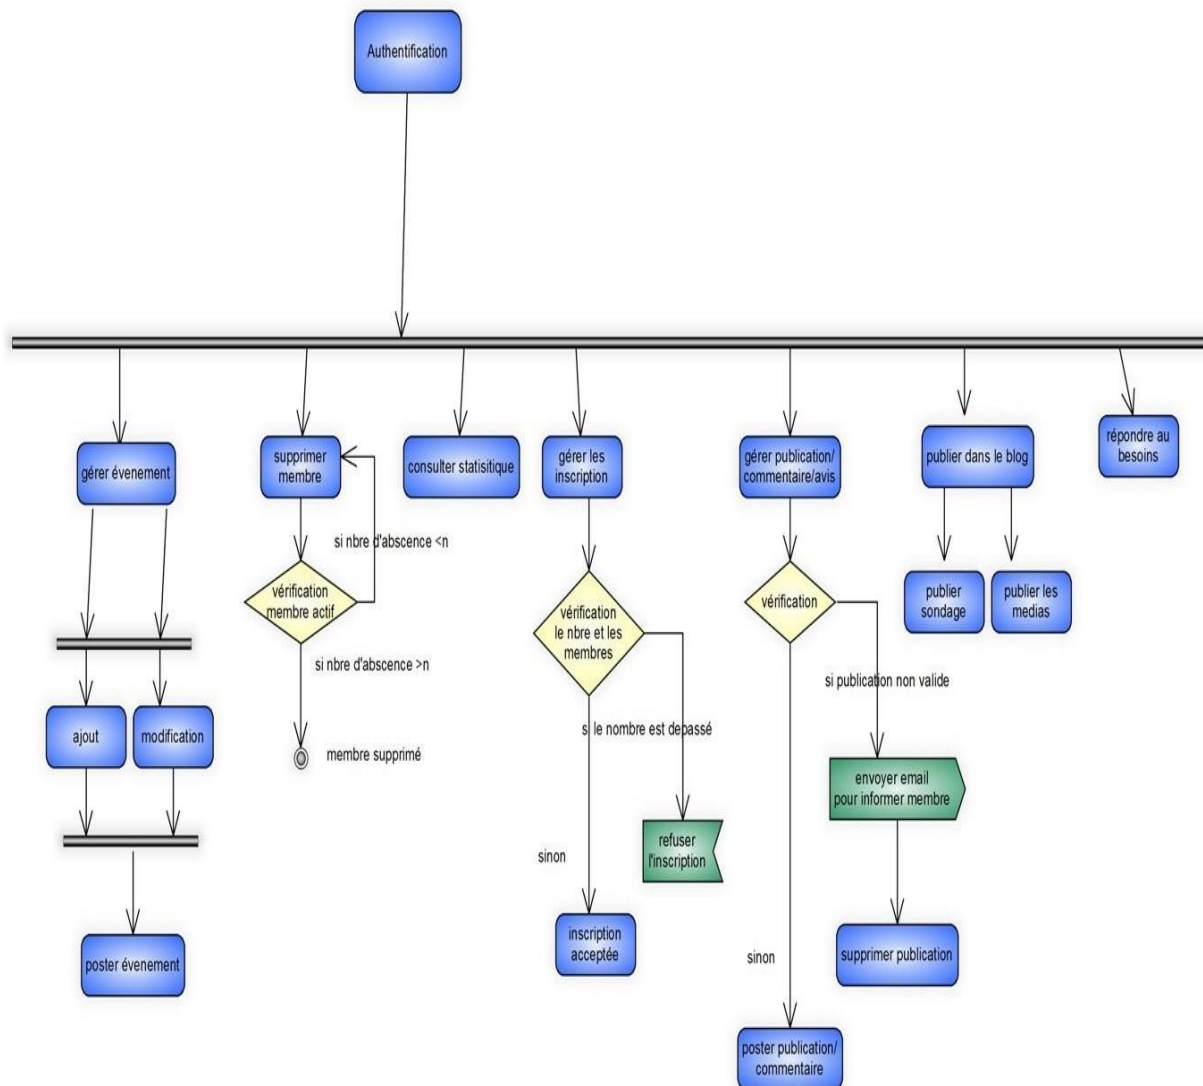 Authentification
gérer évenement
supprimer
membre
consulter statisitique
gérer les
inscription
gérer publication/
commentaire/avis
publier dans le blog
répondre au
besoins
si nbre d'abscence <n
vérification
membre actif
si nbre d'abscence >n
membre supprimé
vérification
le nbre et les
membres
si le nombre est depassé
vérification
si publication non valide
publier
sondage
publier les
medias
ajout
modification
envoyer email
pour informer membre
refuser
l'inscription
sinon
inscription
acceptée
poster évenement
sinon
supprimer publication
poster publication/
commentaire